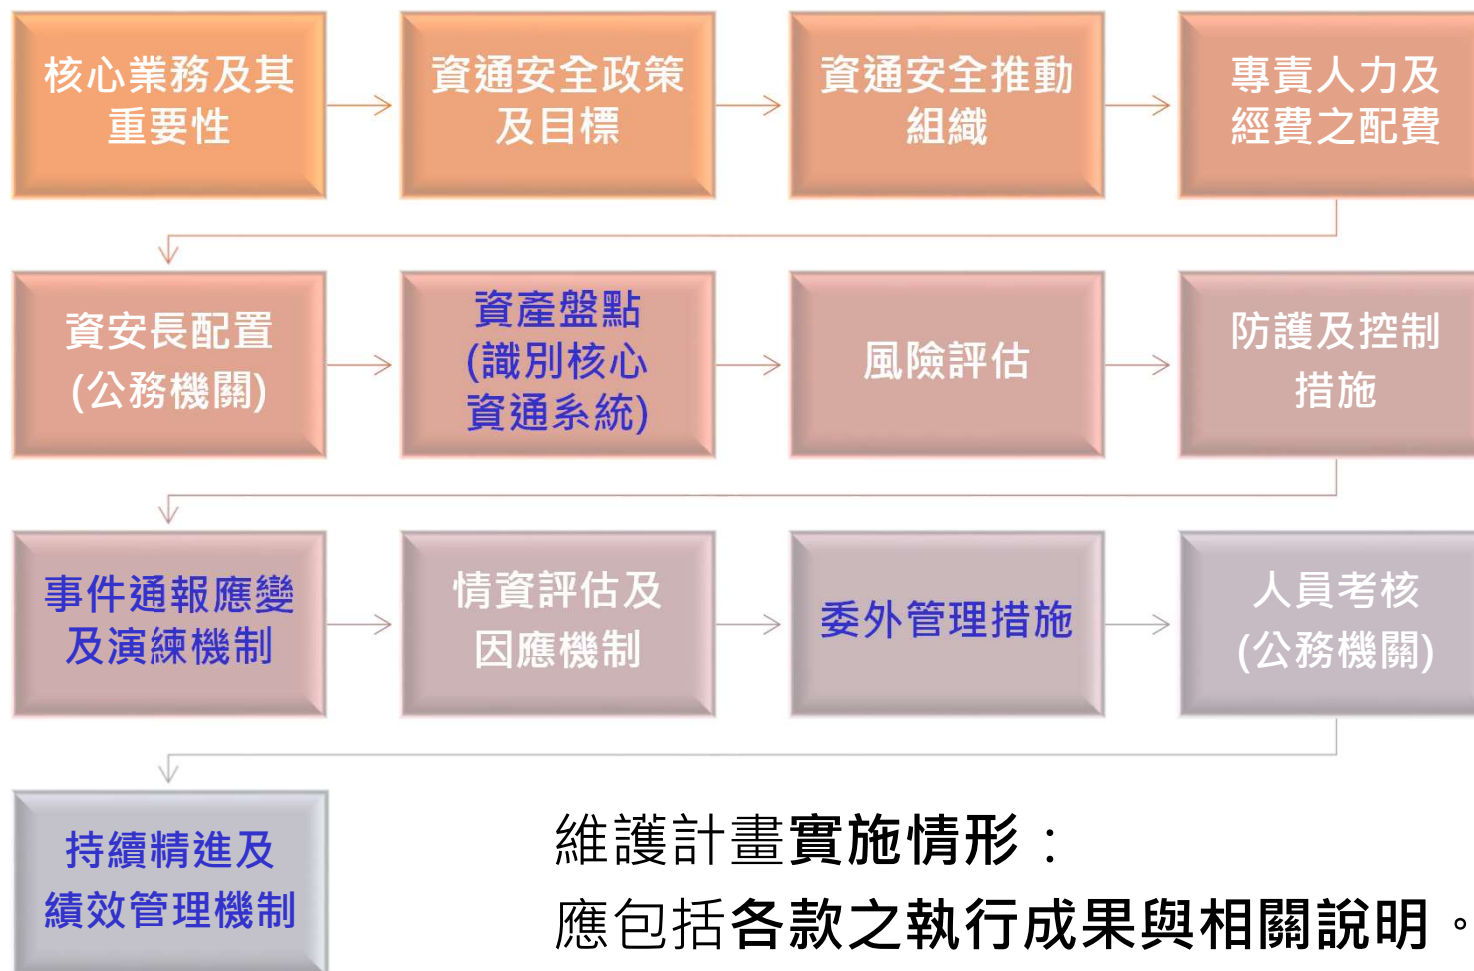 核心業務及其
重要性
資通安全政策
及目標
資通安全推動
組織
專責人力及
經費之配費
資安長配置
(公務機關)
資產盤點
(識別核心
資通系統)
風險評估
防護及控制
措施
事件通報應變
及演練機制
情資評估及
因應機制
委外管理措施
人員考核
(公務機關)
持續精進及
績效管理機制
維護計畫實施情形：
應包括各款之執行成果與相關說明。